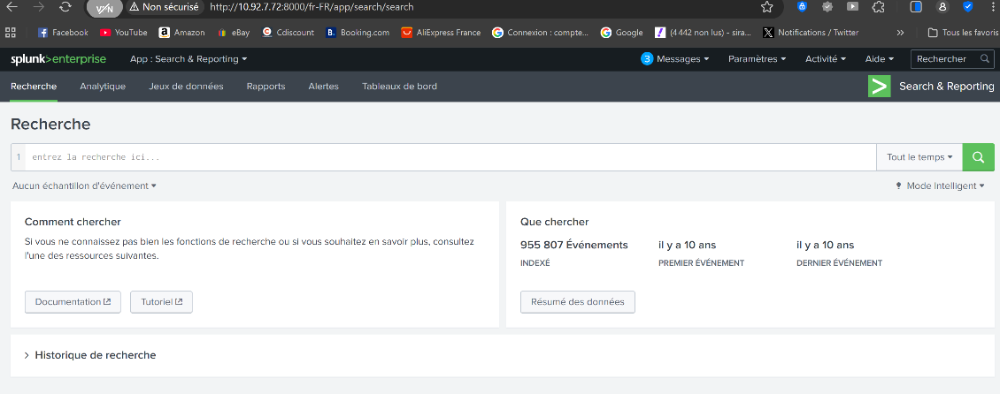 VPN Non sécurisé http://10.92.7.72:8000/fr-FR/app/search/search
Facebook YouTube Amazon eBay Cdiscount Booking.com AliExpress France Connexion : compte... Google (4 442 non lus) - sira... Notifications / Twitter » Tous les favoris
splunk>enterprise App : Search & Reporting 3 Messages Paramètres Activité Aide Rechercher
Recherche Analytique Jeux de données Rapports Alertes Tableaux de bord > Search & Reporting
Recherche
1 entrez la recherche ici... Tout le temps
Aucun échantillon d'événement Mode Intelligent
Comment chercher
Si vous ne connaissez pas bien les fonctions de recherche ou si vous souhaitez en savoir plus, consultez
l'une des ressources suivantes.
Documentation Tutoriel
Que chercher
955 807 Événements il y a 10 ans il y a 10 ans
INDEXÉ PREMIER ÉVÉNEMENT DERNIER ÉVÉNEMENT
Résumé des données
Historique de recherche